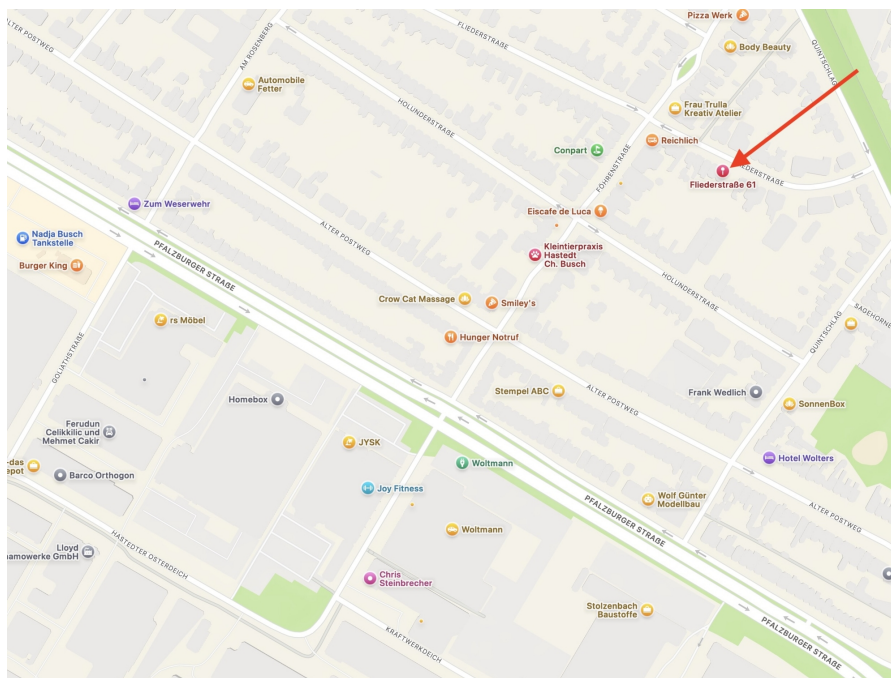 Pizza Werk
FLIEDERSTRAẞE
ALTER POSTWEG
AM ROSENBERG
QUINTSCHLAG
Body Beauty
Automobile
Fetter
HOLUNDERSTRAẞE
Frau Trulla
Kreativ Atelier
Conpart
Reichlich
FÖHRENSTRAẞE
Fliederstraße 61
Zum Weserwehr
Eiscafe de Luca
ALTER POSTWEG
Nadja Busch
Tankstelle
PFALZBURGER STRAẞE
Burger King
Kleintierpraxis
Hastedt
Ch. Busch
HOLUNDERSTRAẞE
Crow Cat Massage
Smiley's
rs Möbel
QUINTSCHLAG
Hunger Notruf
GOLIATHSTRAẞE
Stempel ABC
ALTER POSTWEG
Frank Wedlich
SonnenBox
Homebox
Ferudun
Celikkilic und
Mehmet Cakir
JYSK
Woltmann
Hotel Wolters
-das
epot
Barco Orthogon
Joy Fitness
PFALZBURGER STRAẞE
Wolf Günter
Modellbau
ALTER POSTWEG
Woltmann
HASTEDTER OSTERDEICH
Lloyd
namowerke GmbH
Chris
Steinbrecher
Stolzenbach
Baustoffe
KRAFTWERKDEICH
PFALZBURGER STRAẞE